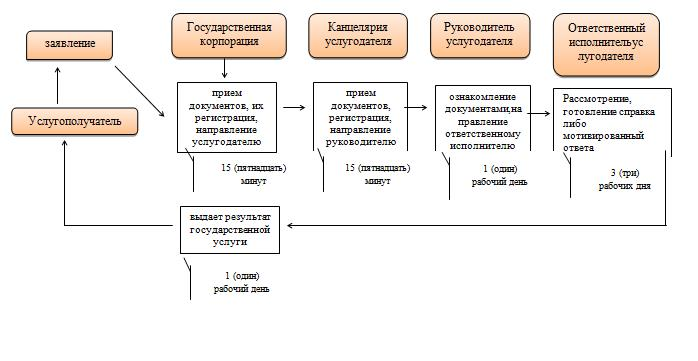 заявление
Услугополучатель
Государственная
корпорация
Канцелярия
услугодателя
Руководитель
услугодателя
Ответственный
исполнитель ус
лугодателя
прием
документов, их
регистрация,
направление
услугодателю
прием
документов,
регистрация,
направление
руководителю
ознакомление
документами,на
правление
ответственному
исполнителю
Рассмотрение,
готовление справка
либо
мотивированный
ответа
15 (пятнадцать)
минут
15 (пятнадцать)
минут
1 (один)
рабочий день
3 (три)
рабочих дня
выдает результат
государственной
услуги
1 (один)
рабочий день